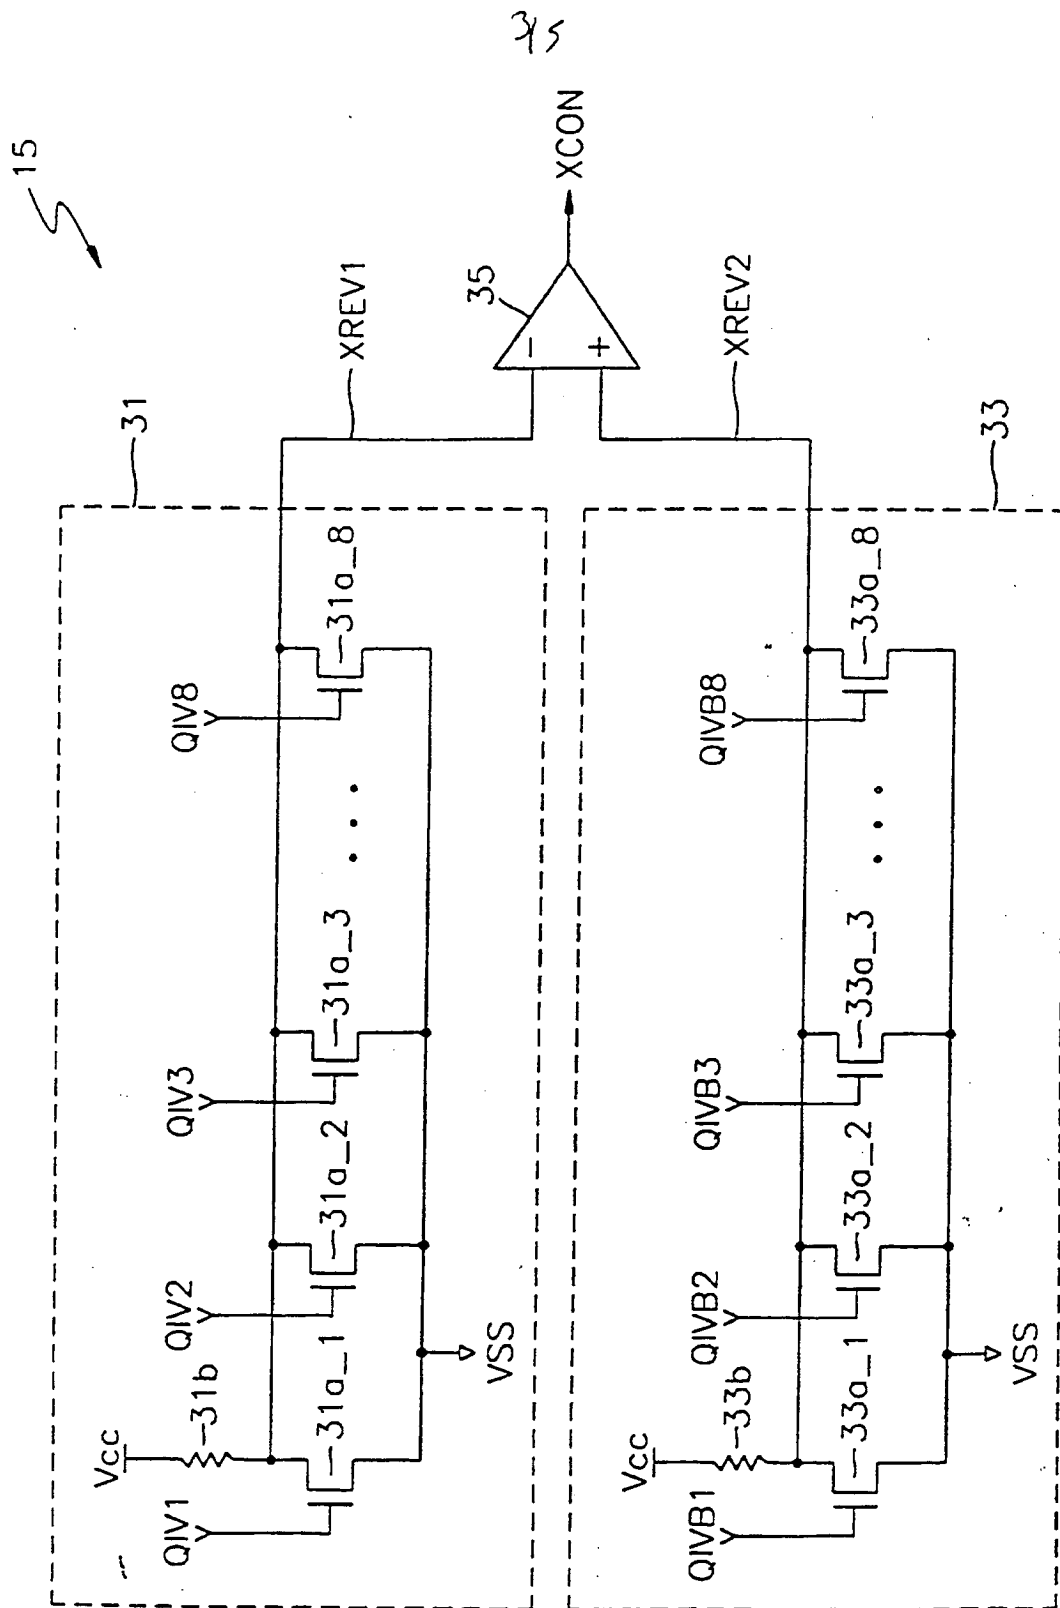 3/5
15
31
Vcc
31b
QIV1
31a_1
QIV2
31a_2
QIV3
31a_3
QIV8
31a_8
VSS
XREV1
35
−
+
XCON
XREV2
33
Vcc
33b
QIVB1
33a_1
QIVB2
33a_2
QIVB3
33a_3
QIVB8
33a_8
VSS